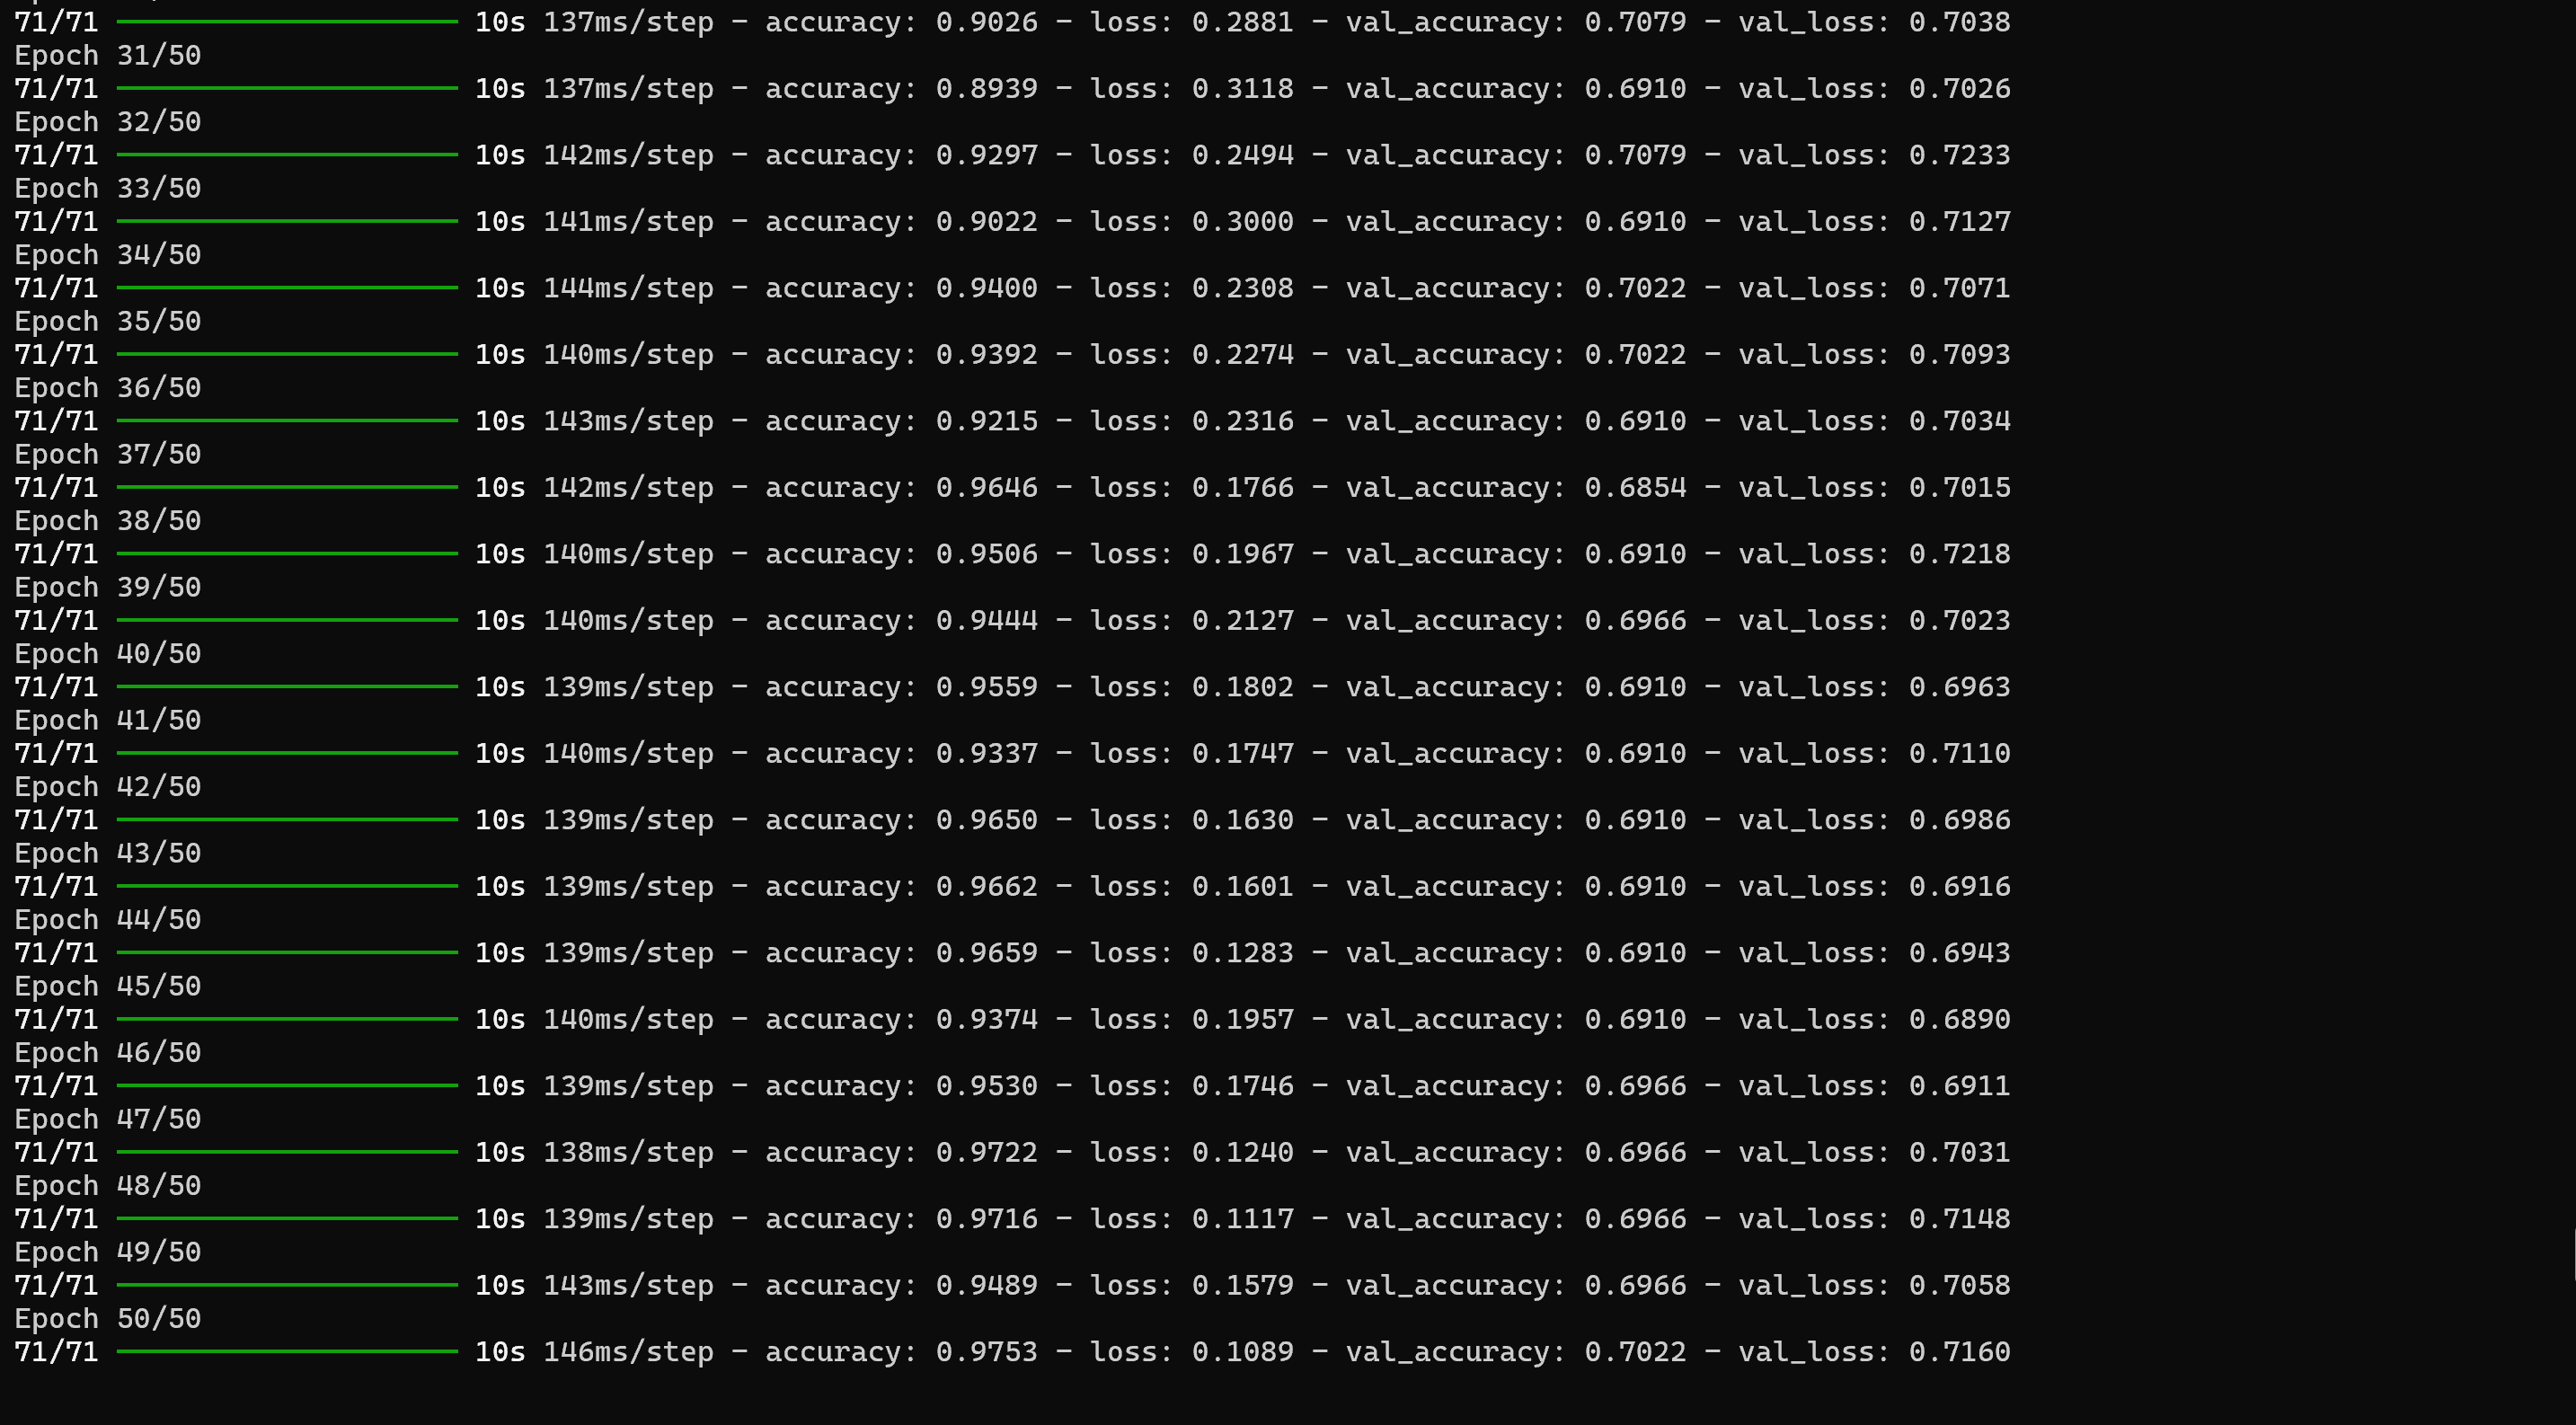 71/71 ━━━━━━━━━━━━━━━━━━━━ 10s 137ms/step - accuracy: 0.9026 - loss: 0.2881 - val_accuracy: 0.7079 - val_loss: 0.7038
Epoch 31/50
71/71 ━━━━━━━━━━━━━━━━━━━━ 10s 137ms/step - accuracy: 0.8939 - loss: 0.3118 - val_accuracy: 0.6910 - val_loss: 0.7026
Epoch 32/50
71/71 ━━━━━━━━━━━━━━━━━━━━ 10s 142ms/step - accuracy: 0.9297 - loss: 0.2494 - val_accuracy: 0.7079 - val_loss: 0.7233
Epoch 33/50
71/71 ━━━━━━━━━━━━━━━━━━━━ 10s 141ms/step - accuracy: 0.9022 - loss: 0.3000 - val_accuracy: 0.6910 - val_loss: 0.7127
Epoch 34/50
71/71 ━━━━━━━━━━━━━━━━━━━━ 10s 144ms/step - accuracy: 0.9400 - loss: 0.2308 - val_accuracy: 0.7022 - val_loss: 0.7071
Epoch 35/50
71/71 ━━━━━━━━━━━━━━━━━━━━ 10s 140ms/step - accuracy: 0.9392 - loss: 0.2274 - val_accuracy: 0.7022 - val_loss: 0.7093
Epoch 36/50
71/71 ━━━━━━━━━━━━━━━━━━━━ 10s 143ms/step - accuracy: 0.9215 - loss: 0.2316 - val_accuracy: 0.6910 - val_loss: 0.7034
Epoch 37/50
71/71 ━━━━━━━━━━━━━━━━━━━━ 10s 142ms/step - accuracy: 0.9646 - loss: 0.1766 - val_accuracy: 0.6854 - val_loss: 0.7015
Epoch 38/50
71/71 ━━━━━━━━━━━━━━━━━━━━ 10s 140ms/step - accuracy: 0.9506 - loss: 0.1967 - val_accuracy: 0.6910 - val_loss: 0.7218
Epoch 39/50
71/71 ━━━━━━━━━━━━━━━━━━━━ 10s 140ms/step - accuracy: 0.9444 - loss: 0.2127 - val_accuracy: 0.6966 - val_loss: 0.7023
Epoch 40/50
71/71 ━━━━━━━━━━━━━━━━━━━━ 10s 139ms/step - accuracy: 0.9559 - loss: 0.1802 - val_accuracy: 0.6910 - val_loss: 0.6963
Epoch 41/50
71/71 ━━━━━━━━━━━━━━━━━━━━ 10s 140ms/step - accuracy: 0.9337 - loss: 0.1747 - val_accuracy: 0.6910 - val_loss: 0.7110
Epoch 42/50
71/71 ━━━━━━━━━━━━━━━━━━━━ 10s 139ms/step - accuracy: 0.9650 - loss: 0.1630 - val_accuracy: 0.6910 - val_loss: 0.6986
Epoch 43/50
71/71 ━━━━━━━━━━━━━━━━━━━━ 10s 139ms/step - accuracy: 0.9662 - loss: 0.1601 - val_accuracy: 0.6910 - val_loss: 0.6916
Epoch 44/50
71/71 ━━━━━━━━━━━━━━━━━━━━ 10s 139ms/step - accuracy: 0.9659 - loss: 0.1283 - val_accuracy: 0.6910 - val_loss: 0.6943
Epoch 45/50
71/71 ━━━━━━━━━━━━━━━━━━━━ 10s 140ms/step - accuracy: 0.9374 - loss: 0.1957 - val_accuracy: 0.6910 - val_loss: 0.6890
Epoch 46/50
71/71 ━━━━━━━━━━━━━━━━━━━━ 10s 139ms/step - accuracy: 0.9530 - loss: 0.1746 - val_accuracy: 0.6966 - val_loss: 0.6911
Epoch 47/50
71/71 ━━━━━━━━━━━━━━━━━━━━ 10s 138ms/step - accuracy: 0.9722 - loss: 0.1240 - val_accuracy: 0.6966 - val_loss: 0.7031
Epoch 48/50
71/71 ━━━━━━━━━━━━━━━━━━━━ 10s 139ms/step - accuracy: 0.9716 - loss: 0.1117 - val_accuracy: 0.6966 - val_loss: 0.7148
Epoch 49/50
71/71 ━━━━━━━━━━━━━━━━━━━━ 10s 143ms/step - accuracy: 0.9489 - loss: 0.1579 - val_accuracy: 0.6966 - val_loss: 0.7058
Epoch 50/50
71/71 ━━━━━━━━━━━━━━━━━━━━ 10s 146ms/step - accuracy: 0.9753 - loss: 0.1089 - val_accuracy: 0.7022 - val_loss: 0.7160